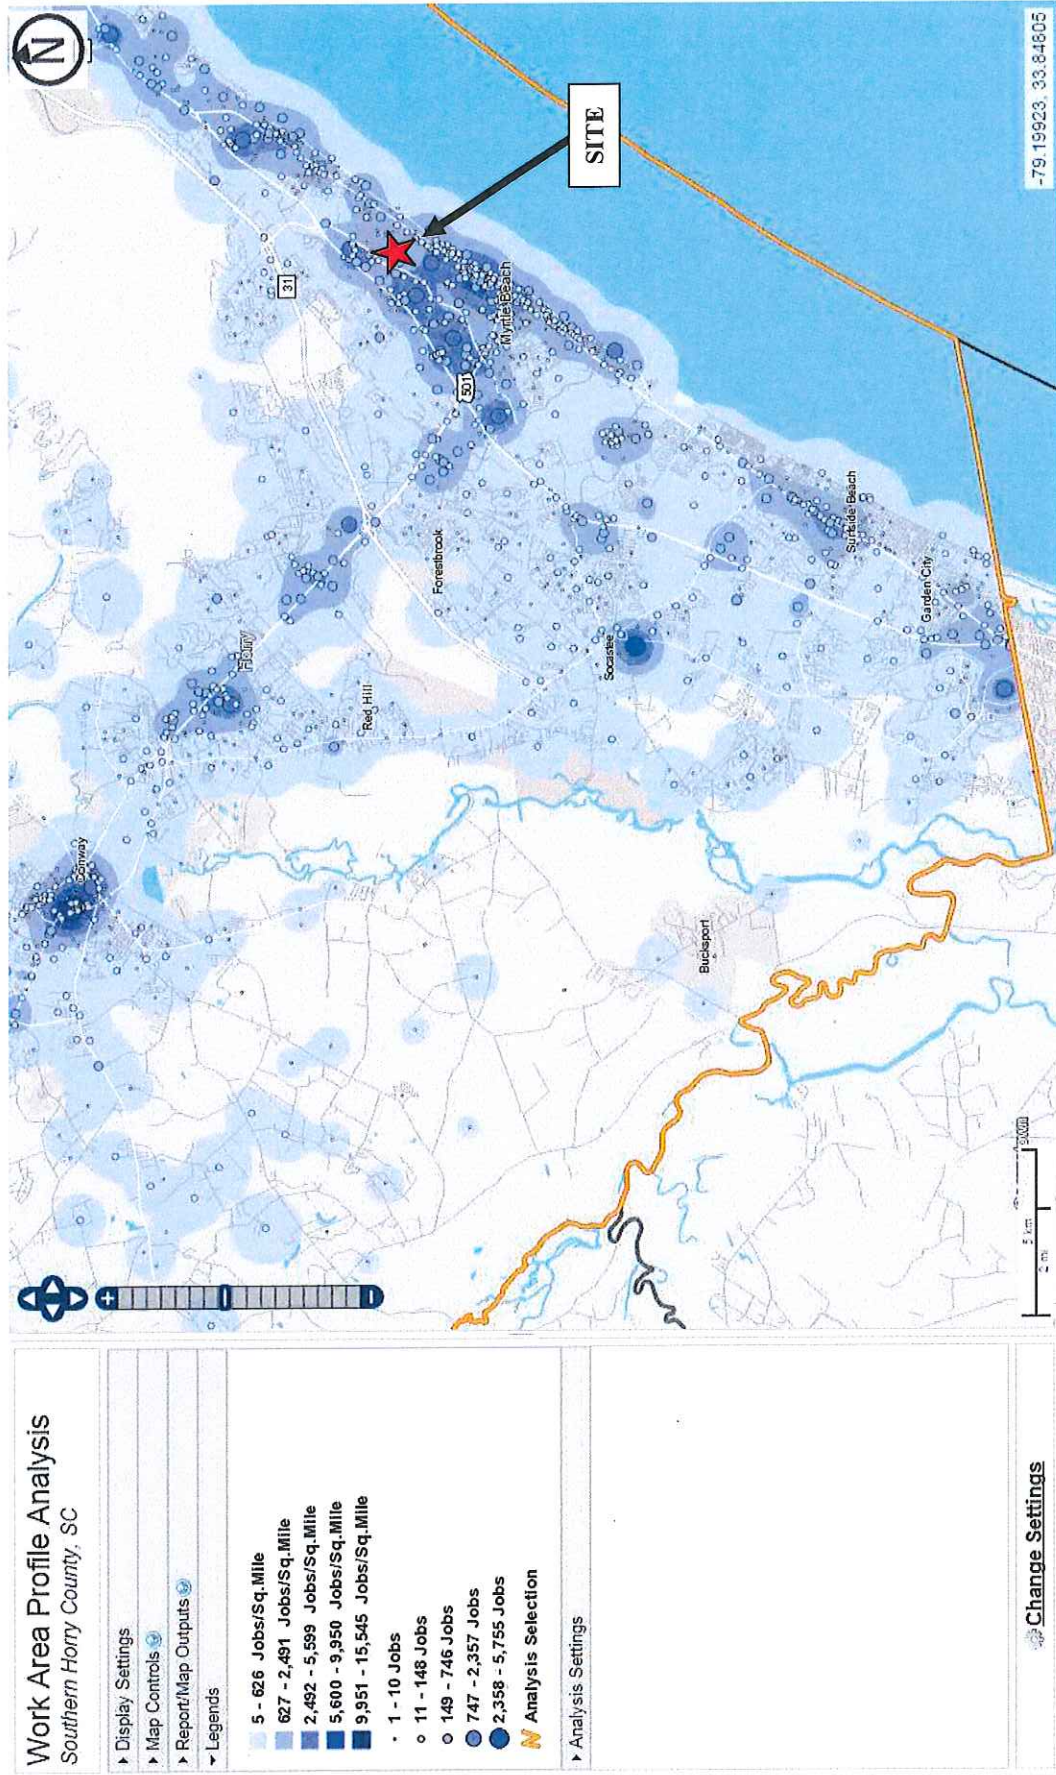 Work Area Profile Analysis
Southern Horry County, SC
Display Settings
Map Controls
Report/Map Outputs
Legends
5 - 626 Jobs/Sq.Mile
627 - 2,491 Jobs/Sq.Mile
2,492 - 5,599 Jobs/Sq.Mile
5,600 - 9,950 Jobs/Sq.Mile
9,951 - 15,545 Jobs/Sq.Mile
1 - 10 Jobs
11 - 148 Jobs
149 - 746 Jobs
747 - 2,357 Jobs
2,358 - 5,755 Jobs
Analysis Selection
Analysis Settings
Change Settings
N
SITE
31
501
Myrtle Beach
Conway
Horry
Red Hill
Forestbrook
Socastee
Surfside Beach
Garden City
Bucksport
5 km
2 mi
-79.19923, 33.84805